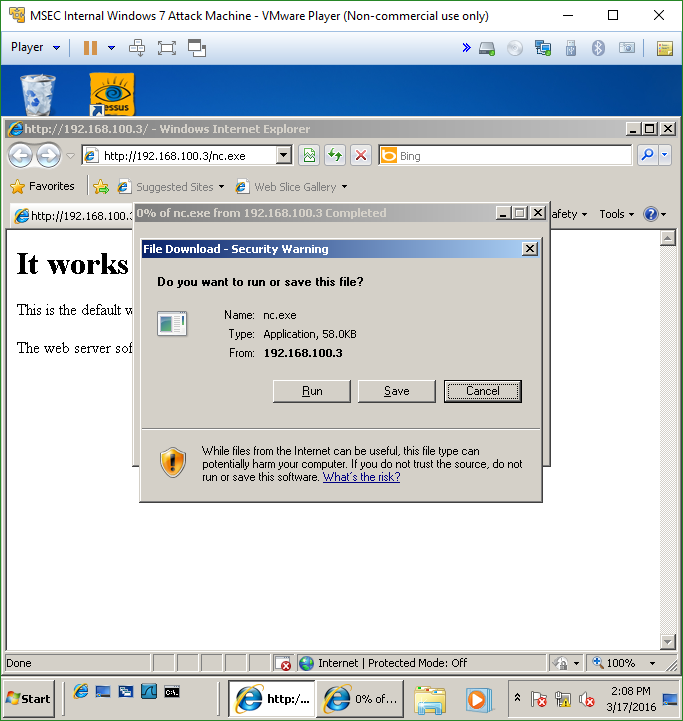 MSEC Internal Windows 7 Attack Machine - VMware Player (Non-commercial use only)
Player
essus
http://192.168.100.3/ - Windows Internet Explorer
http://192.168.100.3/nc.exe
Bing
Favorites
Suggested Sites
Web Slice Gallery
http://192.168.100.3
0% of nc.exe from 192.168.100.3 Completed
afety
Tools
File Download - Security Warning
It works
This is the default w
The web server sof
Do you want to run or save this file?
Name: nc.exe
Type: Application, 58.0KB
From: 192.168.100.3
Run
Save
Cancel
While files from the Internet can be useful, this file type can
potentially harm your computer. If you do not trust the source, do not
run or save this software. What's the risk?
Done
Internet | Protected Mode: Off
100%
Start
http:/...
0% of...
2:08 PM
3/17/2016